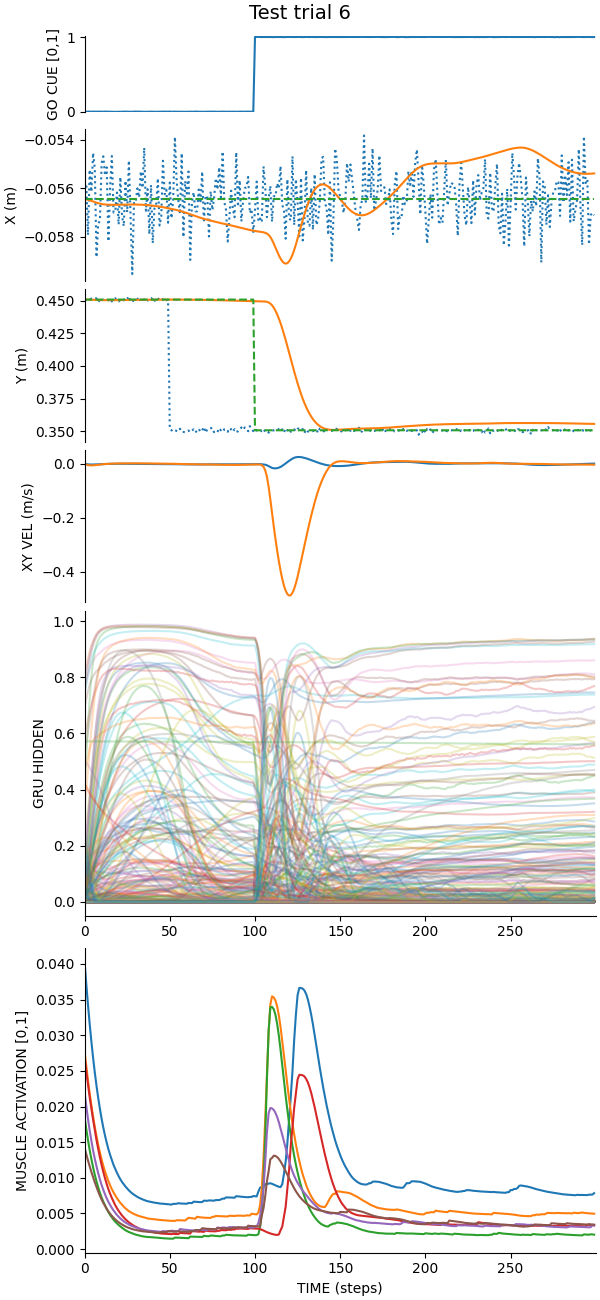 Test trial 6
GO CUE [0,1]
1
0
X (m)
−0.054
−0.056
−0.058
Y (m)
0.450
0.425
0.400
0.375
0.350
XY VEL (m/s)
0.0
−0.2
−0.4
GRU HIDDEN
1.0
0.8
0.6
0.4
0.2
0.0
0 50 100 150 200 250
MUSCLE ACTIVATION [0,1]
0.040
0.035
0.030
0.025
0.020
0.015
0.010
0.005
0.000
0 50 100 150 200 250
TIME (steps)